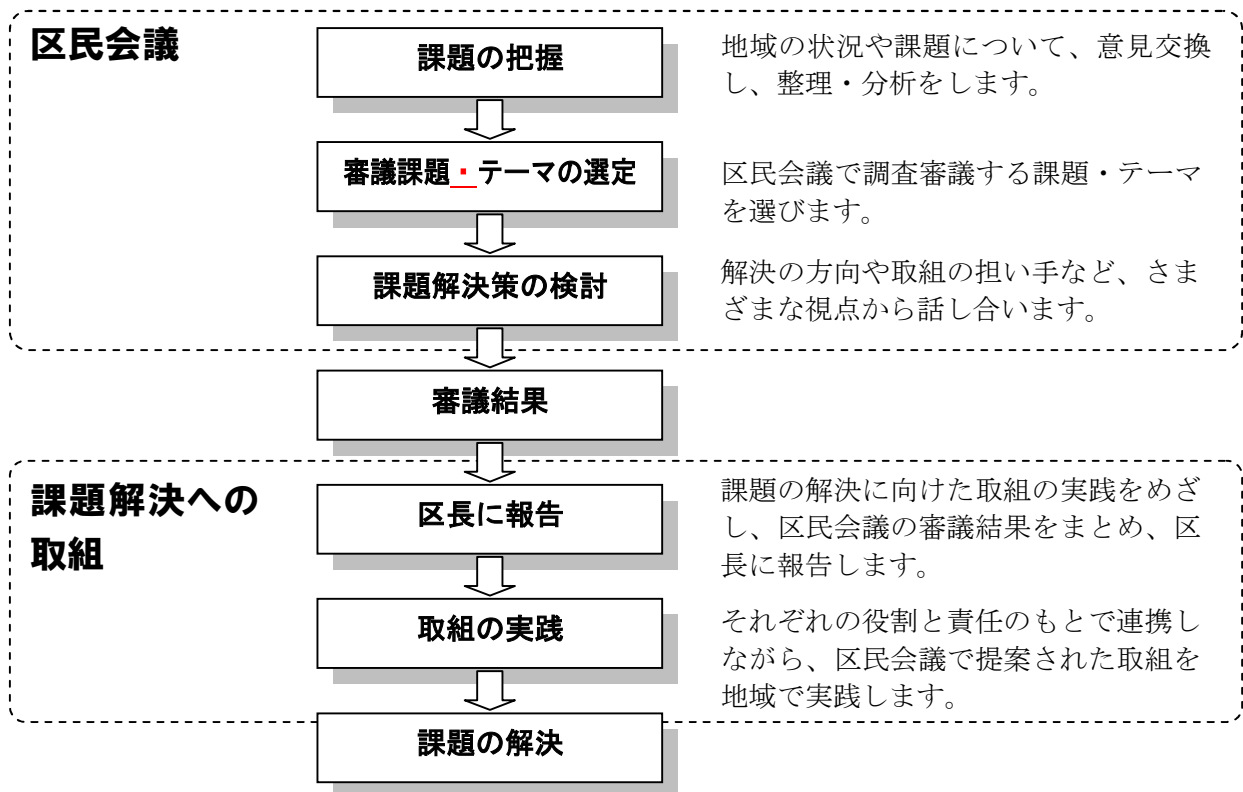 区民会議
課題の把握
地域の状況や課題について、意見交換
し、整理・分析をします。
審議課題・テーマの選定
区民会議で調査審議する課題・テーマ
を選びます。
課題解決策の検討
解決の方向や取組の担い手など、さま
ざまな視点から話し合います。
審議結果
課題解決への
取組
区長に報告
課題の解決に向けた取組の実践をめざ
し、区民会議の審議結果をまとめ、区
長に報告します。
取組の実践
それぞれの役割と責任のもとで連携し
ながら、区民会議で提案された取組を
地域で実践します。
課題の解決